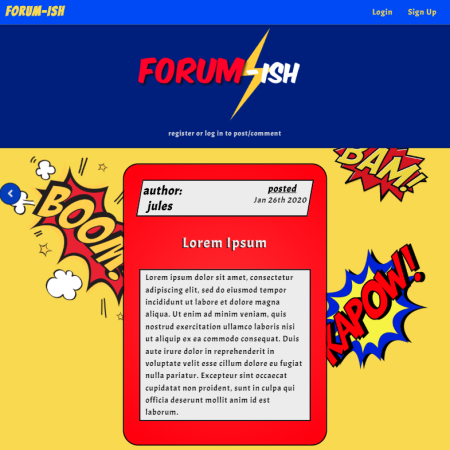 FORUM-ISH
Login Sign Up
FORUM-ISH
register or log in to post/comment
BAM!
BOOM!
KAPOW!
author:
jules
posted
Jan 26th 2020
Lorem Ipsum
Lorem ipsum dolor sit amet, consectetur
adipiscing elit, sed do eiusmod tempor
incididunt ut labore et dolore magna
aliqua. Ut enim ad minim veniam, quis
nostrud exercitation ullamco laboris nisi
ut aliquip ex ea commodo consequat. Duis
aute irure dolor in reprehenderit in
voluptate velit esse cillum dolore eu fugiat
nulla pariatur. Excepteur sint occaecat
cupidatat non proident, sunt in culpa qui
officia deserunt mollit anim id est
laborum.